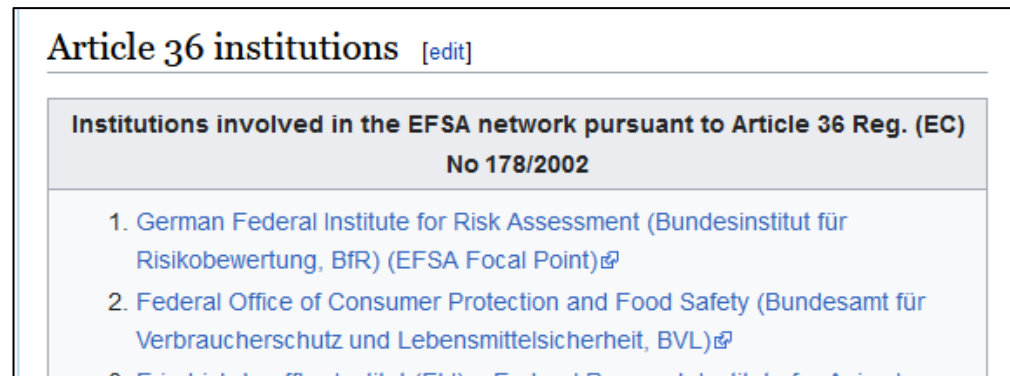 Article 36 institutions [edit]
Institutions involved in the EFSA network pursuant to Article 36 Reg. (EC)
No 178/2002
1. German Federal Institute for Risk Assessment (Bundesinstitut für
Risikobewertung, BfR) (EFSA Focal Point)
2. Federal Office of Consumer Protection and Food Safety (Bundesamt für
Verbraucherschutz und Lebensmittelsicherheit, BVL)